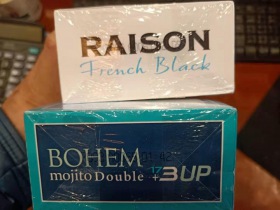 RAISON
French Black
BOHEM
mojito Double
+3UP